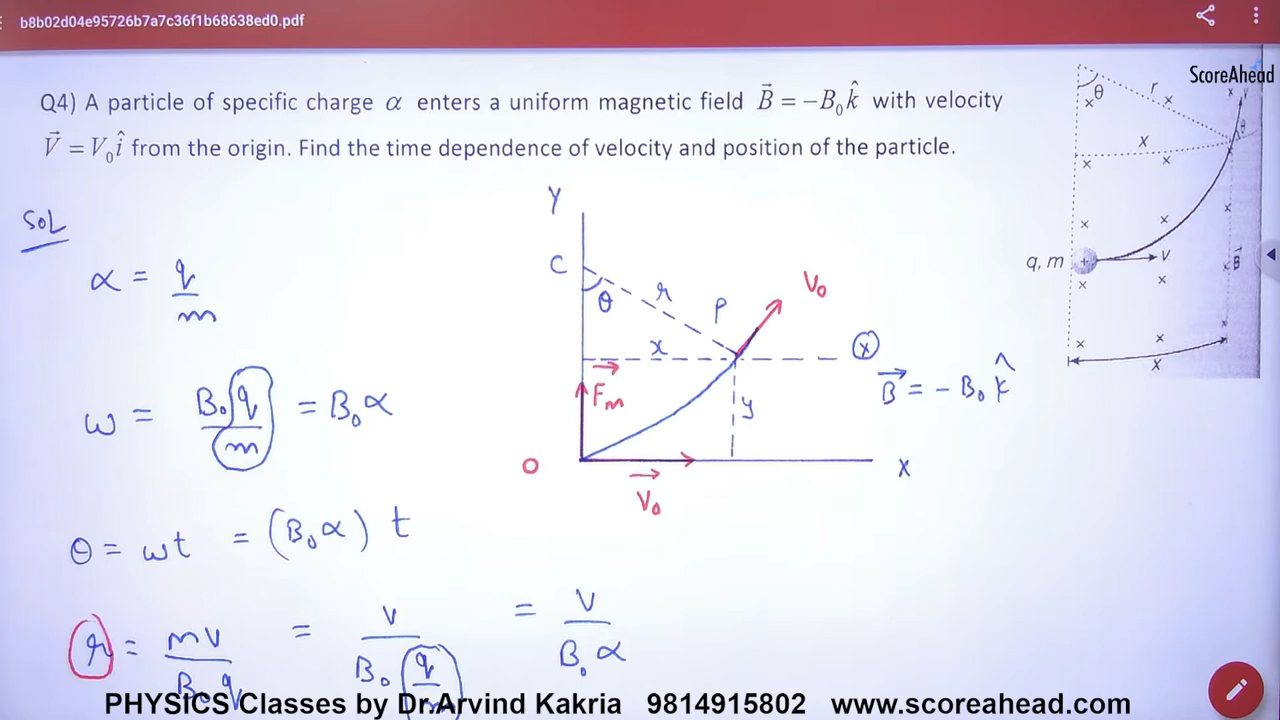 b8b02d04e95726b7a7c36f1b68638ed0.pdf
ScoreAhead
Q4) A particle of specific charge α enters a uniform magnetic field B⃗ = −B₀k̂ with velocity
V⃗ = V₀î from the origin. Find the time dependence of velocity and position of the particle.
SOL
α = q/m
ω = B₀q/m = B₀α
θ = ωt = (B₀α) t
r = mv/B₀q = v/(B₀ q/m) = v/(B₀α)
Y
C
θ
r
P
V₀
x
F⃗m
y
B⃗ = − B₀ k̂
O
V⃗₀
X
θ
r
v
θ
X
q, m
+
V
B⃗
X
PHYSICS Classes by Dr.Arvind Kakria 9814915802 www.scoreahead.com